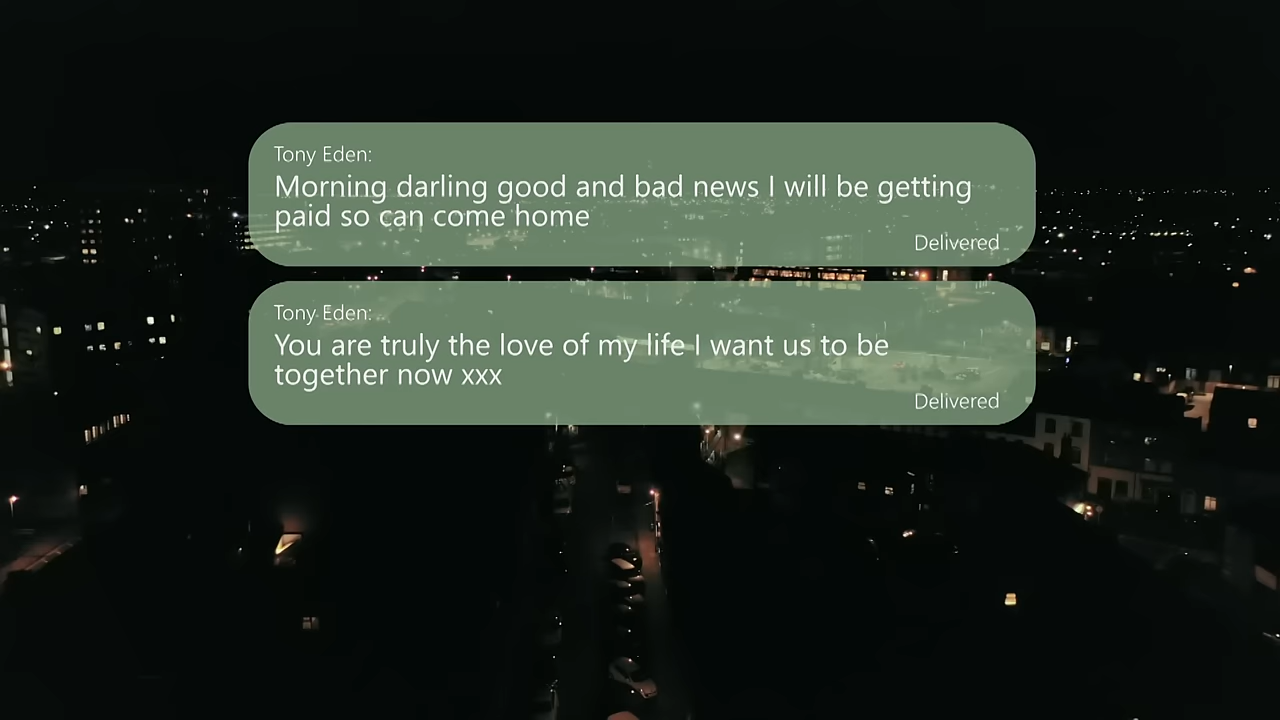 Tony Eden:
Morning darling good and bad news I will be getting
paid so can come home
Delivered
Tony Eden:
You are truly the love of my life I want us to be
together now xxx
Delivered